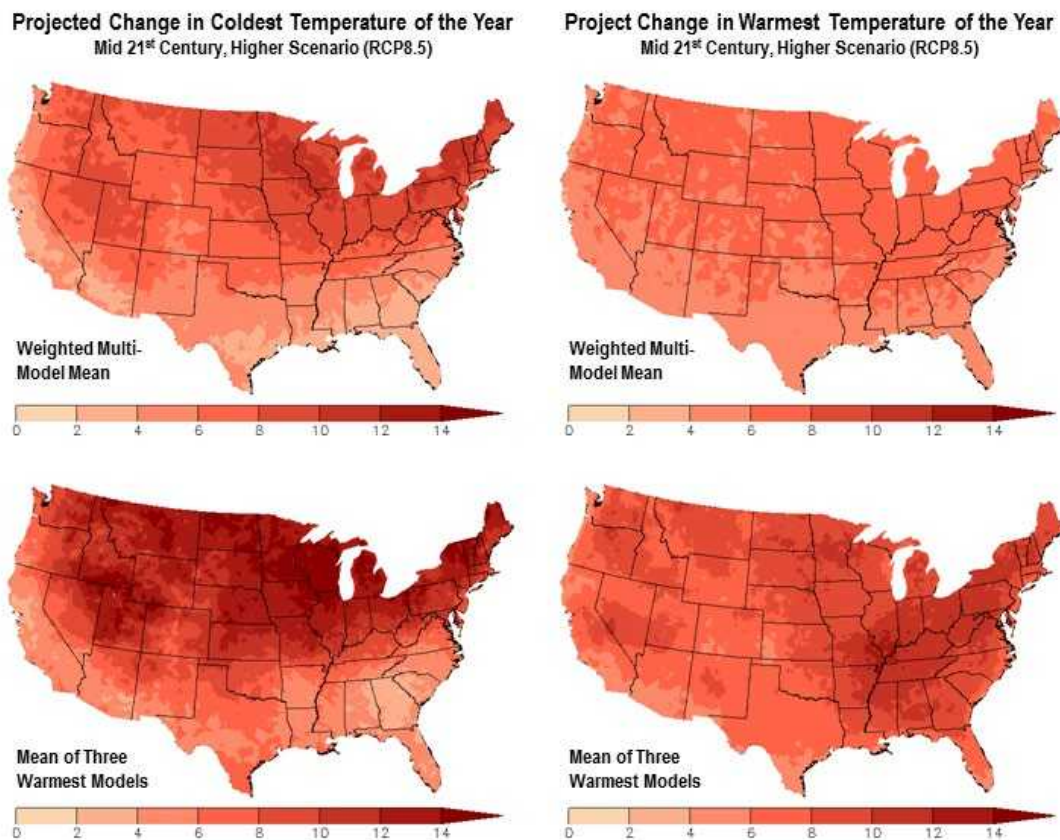 Projected Change in Coldest Temperature of the Year
Mid 21st Century, Higher Scenario (RCP8.5)
Project Change in Warmest Temperature of the Year
Mid 21st Century, Higher Scenario (RCP8.5)
Weighted Multi-
Model Mean
Weighted Multi-
Model Mean
0 2 4 6 8 10 12 14
0 2 4 6 8 10 12 14
Mean of Three
Warmest Models
Mean of Three
Warmest Models
0 2 4 6 8 10 12 14
0 2 4 6 8 10 12 14